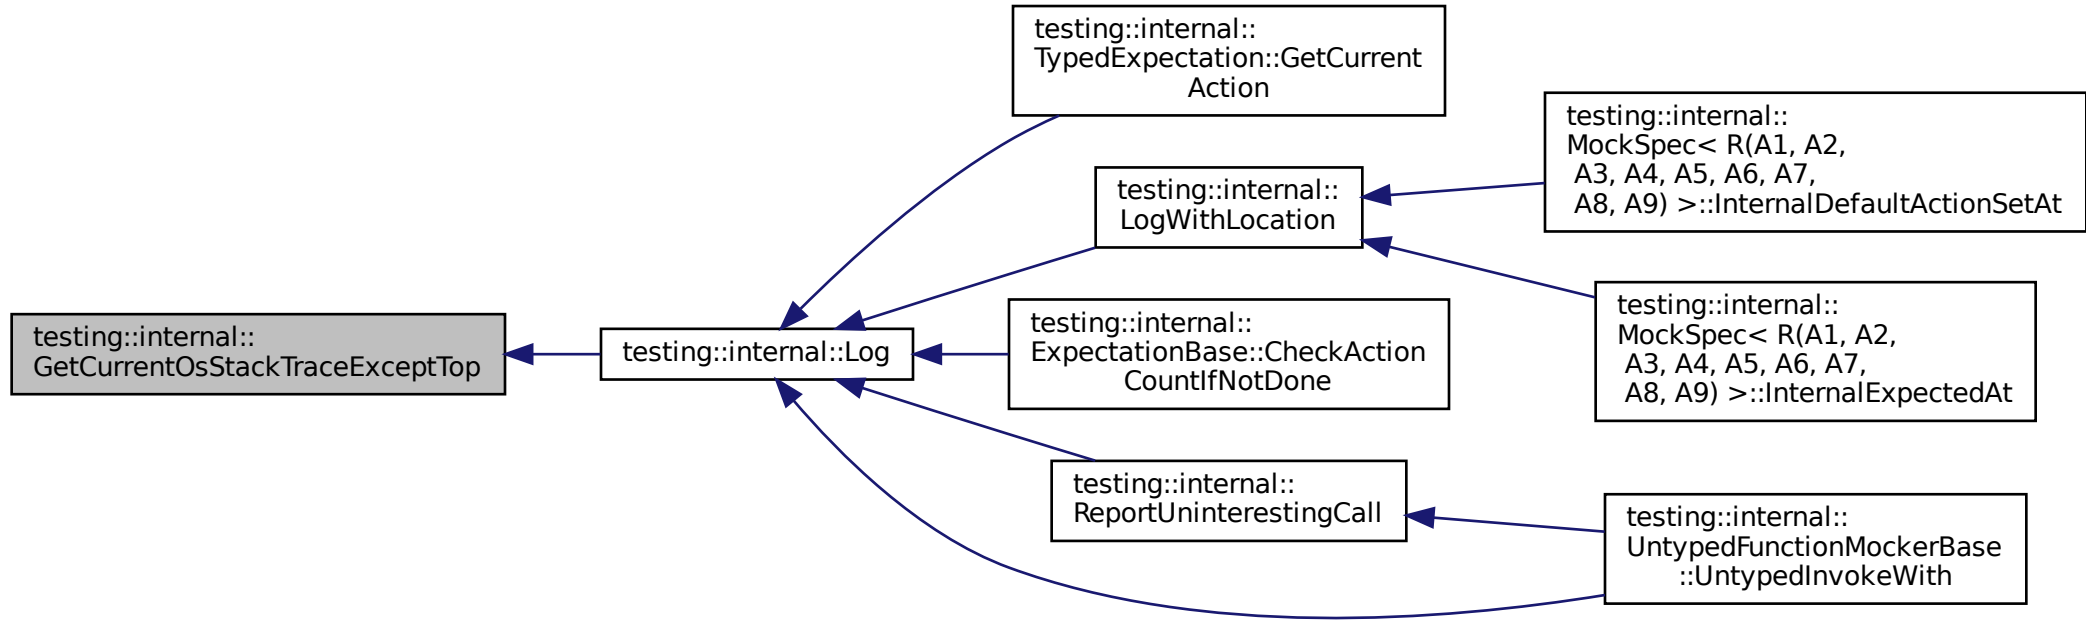 testing::internal::
GetCurrentOsStackTraceExceptTop
testing::internal::Log
testing::internal::
TypedExpectation::GetCurrent
Action
testing::internal::
LogWithLocation
testing::internal::
ExpectationBase::CheckAction
CountIfNotDone
testing::internal::
ReportUninterestingCall
testing::internal::
MockSpec< R(A1, A2,
A3, A4, A5, A6, A7,
A8, A9) >::InternalDefaultActionSetAt
testing::internal::
MockSpec< R(A1, A2,
A3, A4, A5, A6, A7,
A8, A9) >::InternalExpectedAt
testing::internal::
UntypedFunctionMockerBase
::UntypedInvokeWith